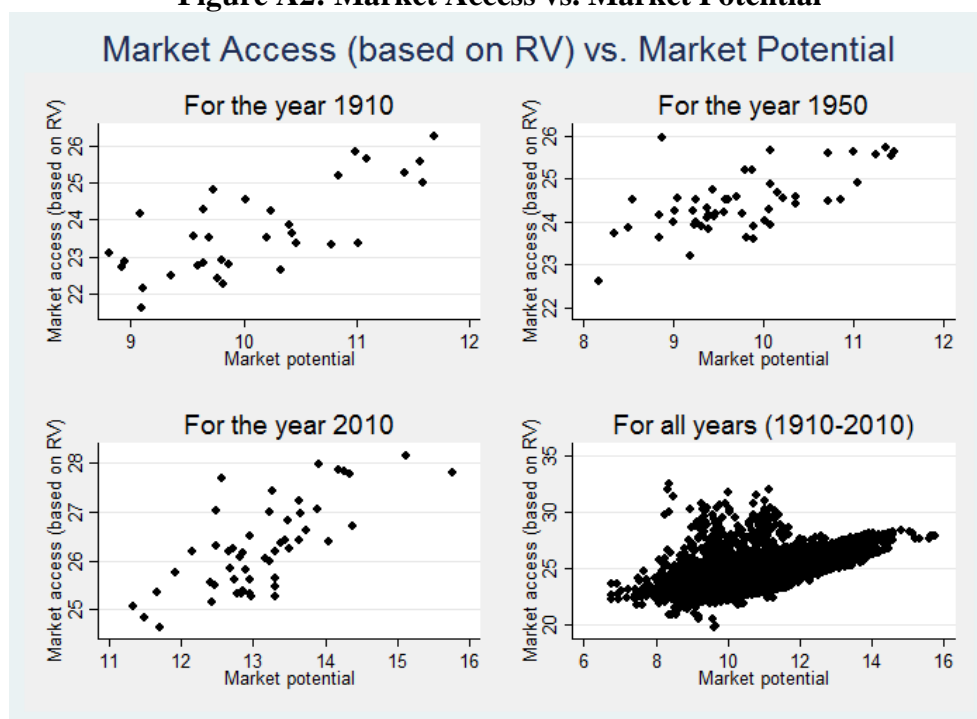 Figure A2: Market Access vs. Market Potential
Market Access (based on RV) vs. Market Potential
For the year 1910
Market access (based on RV)
26
25
24
23
22
9 10 11 12
Market potential
For the year 1950
Market access (based on RV)
26
25
24
23
22
8 9 10 11 12
Market potential
For the year 2010
Market access (based on RV)
28
27
26
25
11 12 13 14 15 16
Market potential
For all years (1910-2010)
Market access (based on RV)
35
30
25
20
6 8 10 12 14 16
Market potential